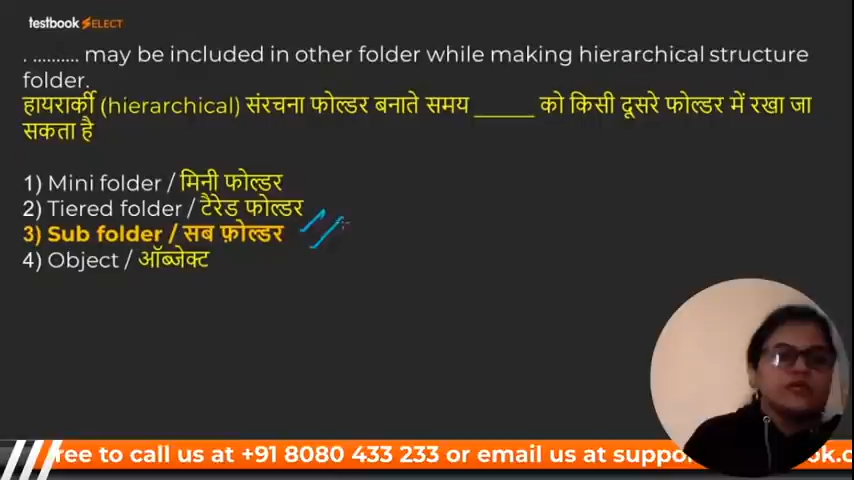 testbook SELECT
. .......... may be included in other folder while making hierarchical structure
folder.
हायरार्की (hierarchical) संरचना फोल्डर बनाते समय ______ को किसी दूसरे फोल्डर में रखा जा
सकता है
1) Mini folder / मिनी फोल्डर
2) Tiered folder / टैरेड फोल्डर
3) Sub folder / सब फ़ोल्डर
4) Object / ऑब्जेक्ट
ree to call us at +91 8080 433 233 or email us at suppo